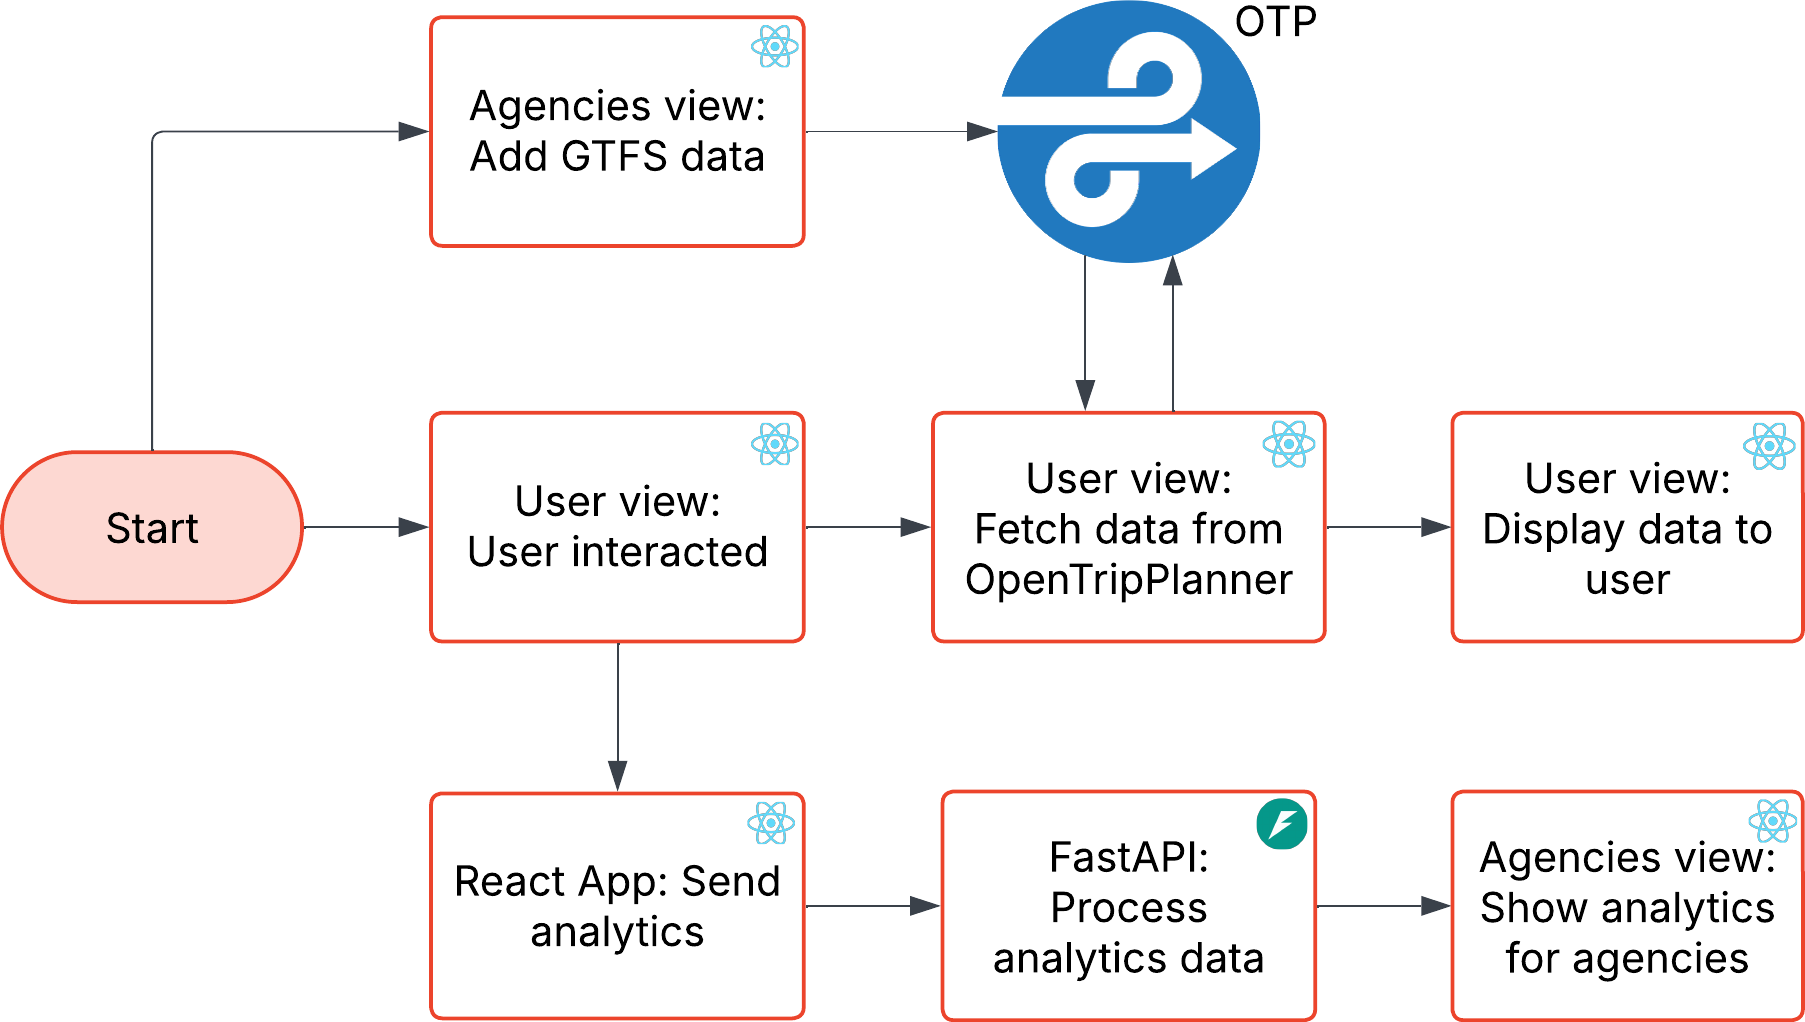 OTP
Agencies view:
Add GTFS data
Start
User view:
User interacted
User view:
Fetch data from
OpenTripPlanner
User view:
Display data to
user
React App: Send
analytics
FastAPI:
Process
analytics data
Agencies view:
Show analytics
for agencies